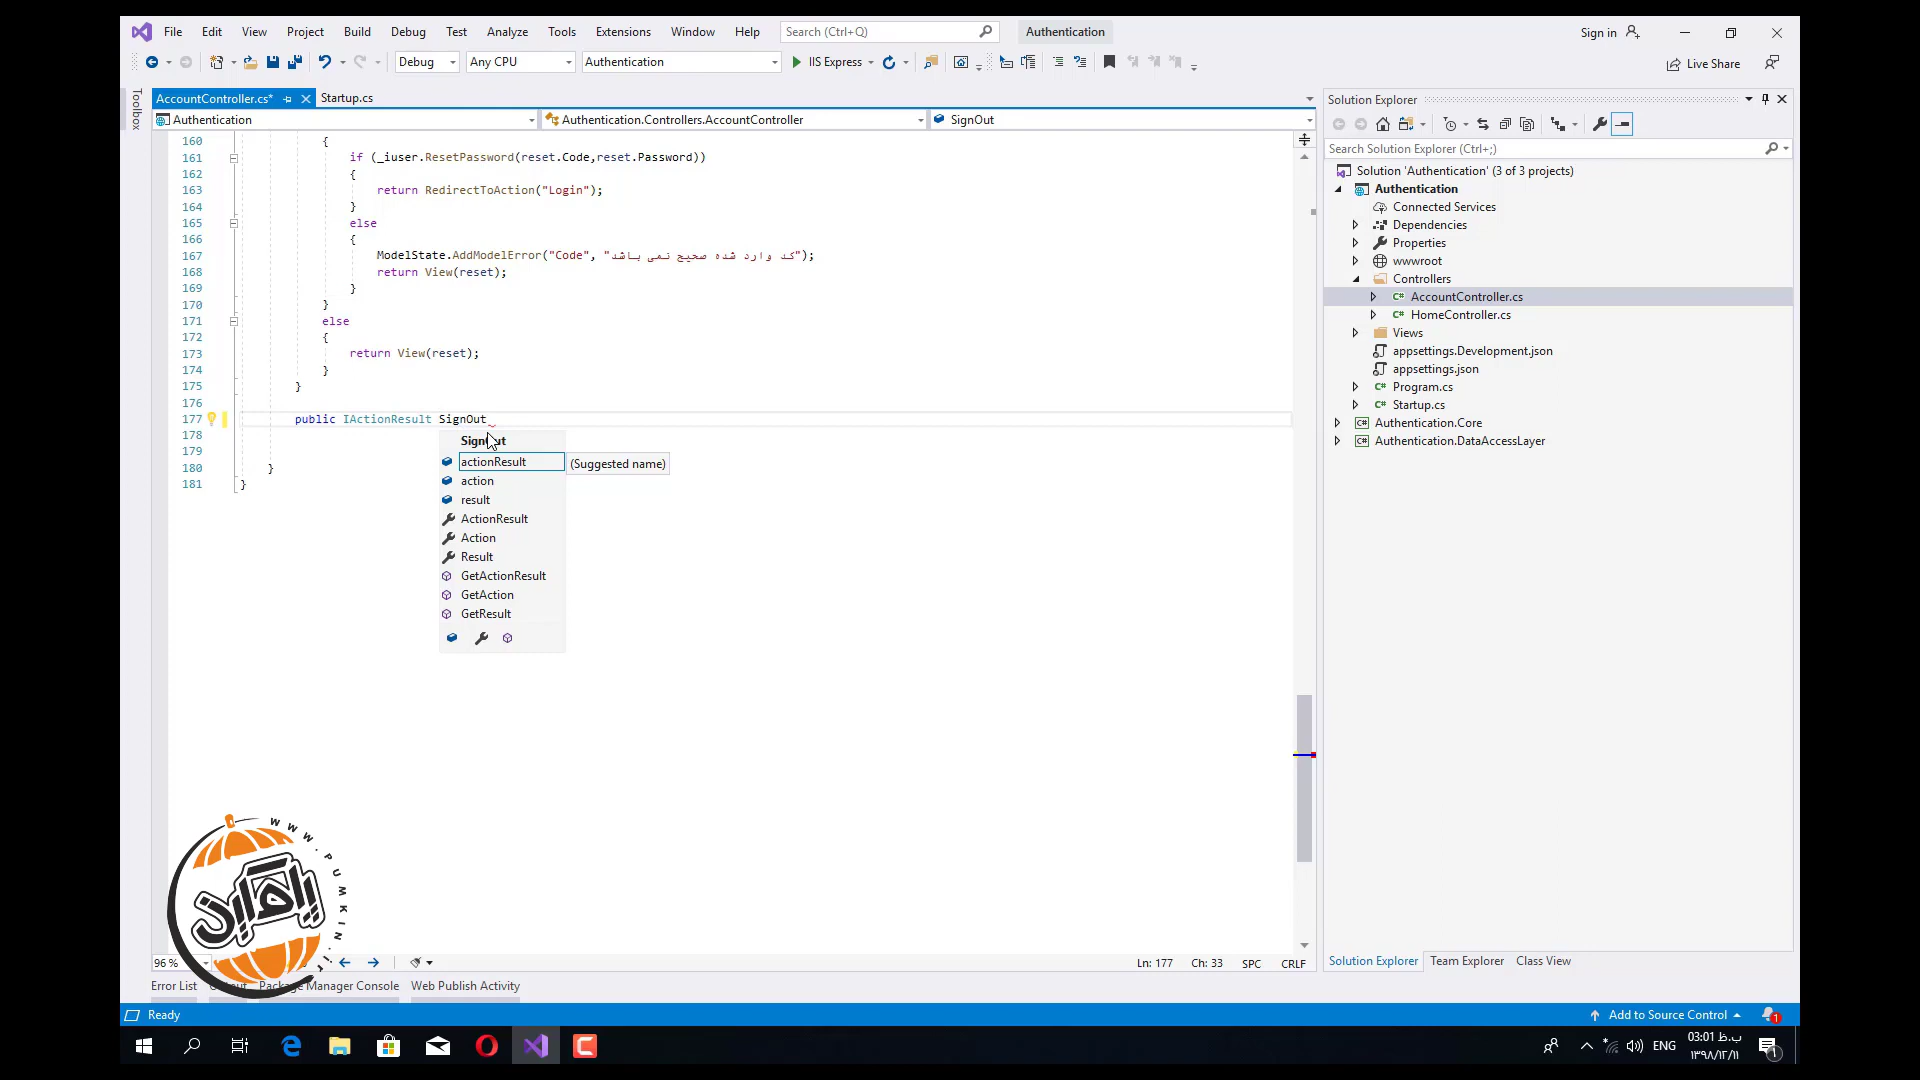 File Edit View Project Build Debug Test Analyze Tools Extensions Window Help Search (Ctrl+Q) Authentication Sign in
Debug Any CPU Authentication IIS Express Live Share
Toolbox
AccountController.cs* Startup.cs
Authentication Authentication.Controllers.AccountController SignOut
160 {
161 if (_iuser.ResetPassword(reset.Code,reset.Password))
162 {
163 return RedirectToAction("Login");
164 }
165 else
166 {
167 ModelState.AddModelError("Code", "کد وارد شده صحیح نمی باشد");
168 return View(reset);
169 }
170 }
171 else
172 {
173 return View(reset);
174 }
175 }
176
177 public IActionResult SignOut
178
179
180 }
181 }
SignOut
actionResult (Suggested name)
action
result
ActionResult
Action
Result
GetActionResult
GetAction
GetResult
Solution Explorer
Search Solution Explorer (Ctrl+;)
Solution 'Authentication' (3 of 3 projects)
Authentication
Connected Services
Dependencies
Properties
wwwroot
Controllers
C# AccountController.cs
C# HomeController.cs
Views
appsettings.Development.json
appsettings.json
C# Program.cs
C# Startup.cs
Authentication.Core
Authentication.DataAccessLayer
96 % Ln: 177 Ch: 33 SPC CRLF
Solution Explorer Team Explorer Class View
Error List Package Manager Console Web Publish Activity
Ready Add to Source Control 1
ENG 03:01 ب.ظ
۱۳۹۸/۱۲/۱۱
1